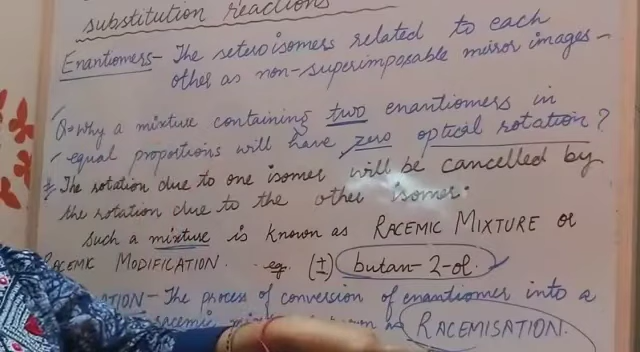 substitution reactions
Enantiomers- The steroisomers related to each
other as non-superimposable mirror images-
Q- Why a mixture containing two enantiomers in
equal proportions will have zero optical rotation?
The rotation due to one isomer will be cancelled by
the rotation due to the other isomer.
Such a mixture is known as RACEMIC MIXTURE or
RACEMIC MODIFICATION. eg. (±) butan-2-ol.
ATION- The process of conversion of enantiomer into a
racemic RACEMISATION.